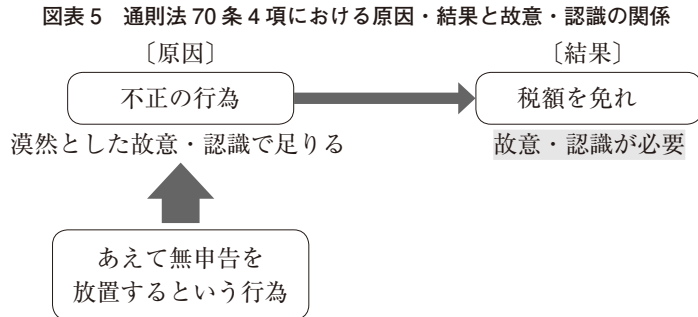 図表5 通則法70条4項における原因・結果と故意・認識の関係
〔原因〕 〔結果〕
不正の行為 税額を免れ
漠然とした故意・認識で足りる 故意・認識が必要
あえて無申告を
放置するという行為